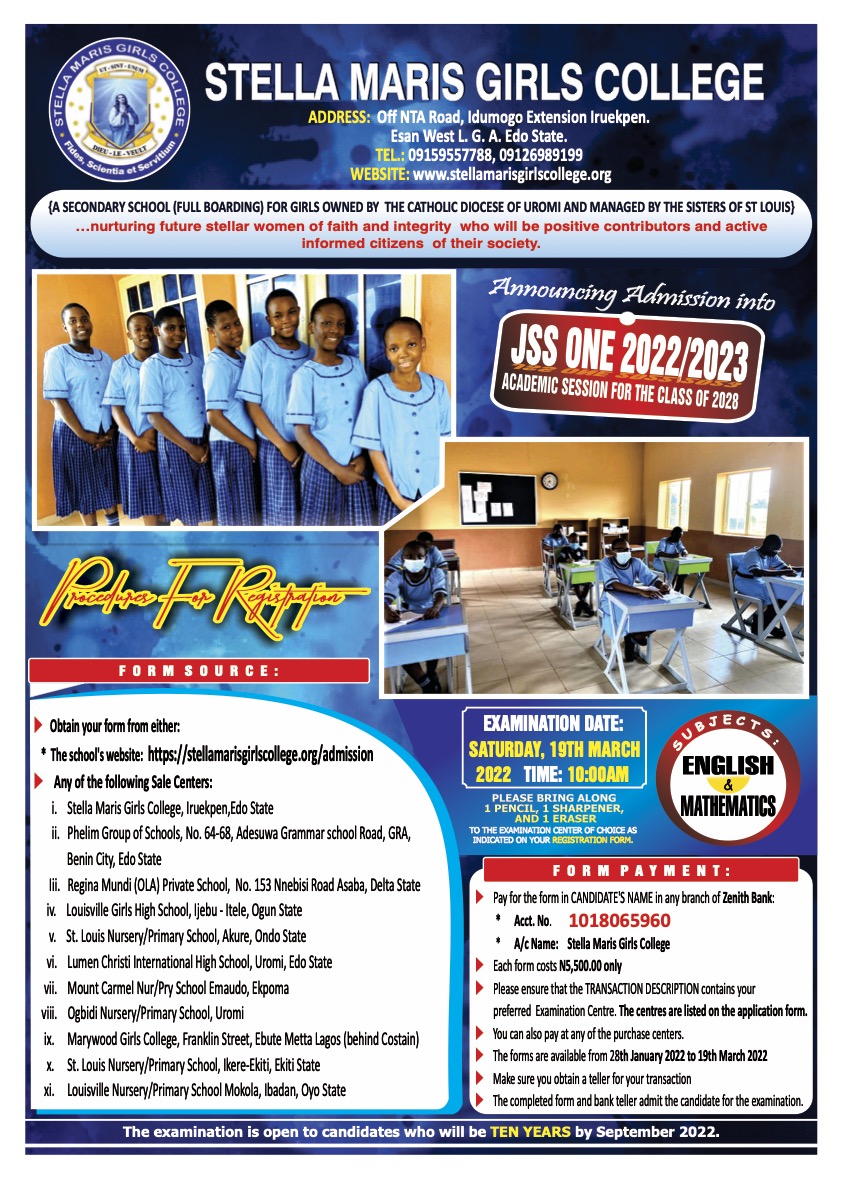 STELLA MARIS GIRLS COLLEGE
UT - SINT - UNUM
DIEU - LE - VEULT
Fides, Scientia et Servitium
STELLA MARIS GIRLS COLLEGE
ADDRESS: Off NTA Road, Idumogo Extension Iruekpen.
Esan West L. G. A. Edo State.
TEL.: 09159557788, 09126989199
WEBSITE: www.stellamarisgirlscollege.org
{A SECONDARY SCHOOL (FULL BOARDING) FOR GIRLS OWNED BY THE CATHOLIC DIOCESE OF UROMI AND MANAGED BY THE SISTERS OF ST LOUIS}
...nurturing future stellar women of faith and integrity who will be positive contributors and active
informed citizens of their society.
Announcing Admission into
JSS ONE 2022/2023
ACADEMIC SESSION FOR THE CLASS OF 2028
Procedures For Registration
FORM SOURCE:
Obtain your form from either:
* The school's website: https://stellamarisgirlscollege.org/admission
Any of the following Sale Centers:
i. Stella Maris Girls College, Iruekpen,Edo State
ii. Phelim Group of Schools, No. 64-68, Adesuwa Grammar school Road, GRA,
Benin City, Edo State
Iii. Regina Mundi (OLA) Private School, No. 153 Nnebisi Road Asaba, Delta State
iv. Louisville Girls High School, Ijebu - Itele, Ogun State
v. St. Louis Nursery/Primary School, Akure, Ondo State
vi. Lumen Christi International High School, Uromi, Edo State
vii. Mount Carmel Nur/Pry School Emaudo, Ekpoma
viii. Ogbidi Nursery/Primary School, Uromi
ix. Marywood Girls College, Franklin Street, Ebute Metta Lagos (behind Costain)
x. St. Louis Nursery/Primary School, Ikere-Ekiti, Ekiti State
xi. Louisville Nursery/Primary School Mokola, Ibadan, Oyo State
EXAMINATION DATE:
SATURDAY, 19TH MARCH
2022 TIME: 10:00AM
PLEASE BRING ALONG
1 PENCIL, 1 SHARPENER,
AND 1 ERASER
TO THE EXAMINATION CENTER OF CHOICE AS
INDICATED ON YOUR REGISTRATION FORM.
SUBJECTS:
ENGLISH
&
MATHEMATICS
FORM PAYMENT:
Pay for the form in CANDIDATE'S NAME in any branch of Zenith Bank:
* Acct. No. 1018065960
* A/c Name: Stella Maris Girls College
Each form costs N5,500.00 only
Please ensure that the TRANSACTION DESCRIPTION contains your
preferred Examination Centre. The centres are listed on the application form.
You can also pay at any of the purchase centers.
The forms are available from 28th January 2022 to 19th March 2022
Make sure you obtain a teller for your transaction
The completed form and bank teller admit the candidate for the examination.
The examination is open to candidates who will be TEN YEARS by September 2022.